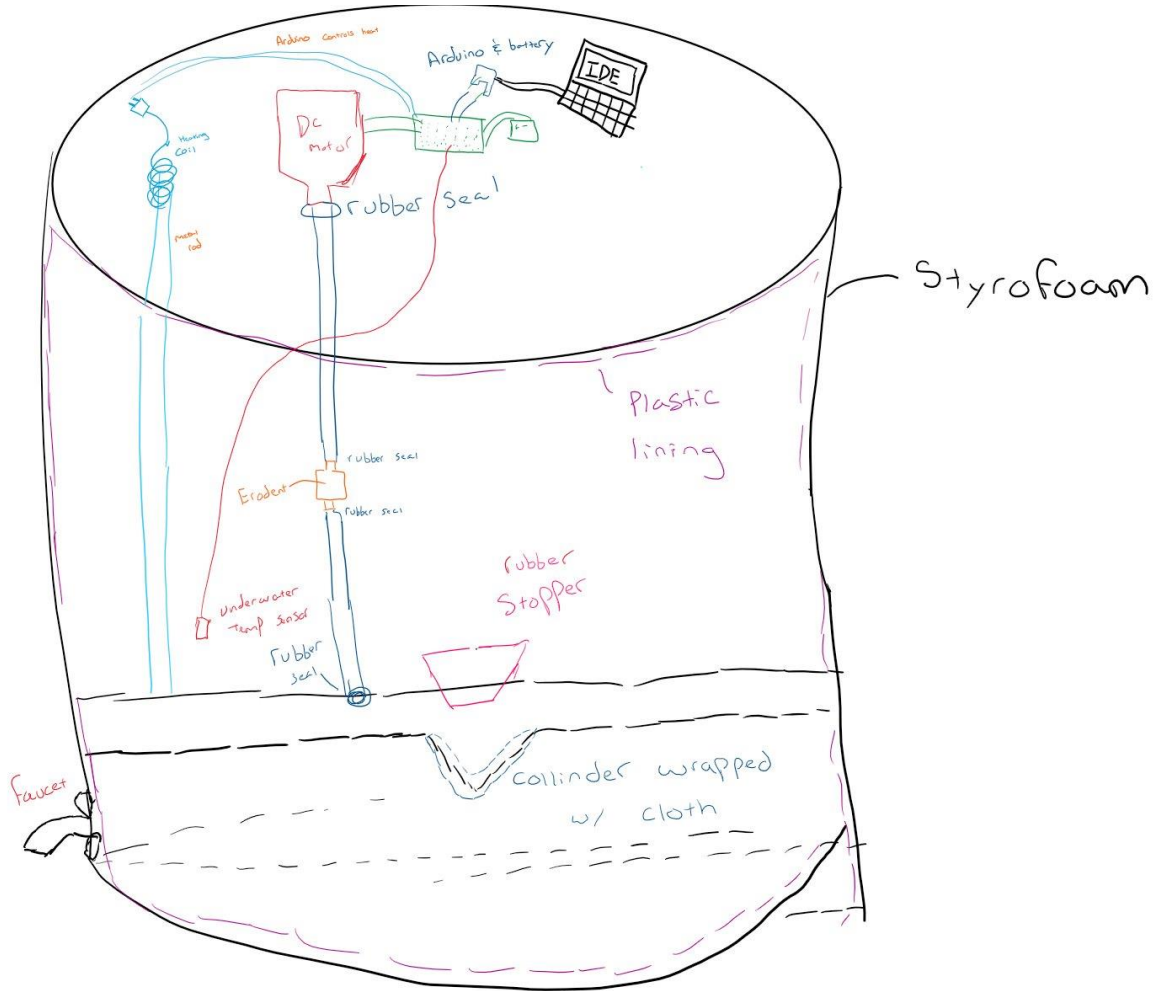 Arduino controls heat
Arduino & battery
IDE
DC
motor
+-
Heating
coil
rubber seal
metal
rod
Styrofoam
Plastic
lining
rubber seal
Erodent
rubber seal
rubber
stopper
underwater
temp sensor
rubber
seal
faucet
collinder wrapped
w/ cloth